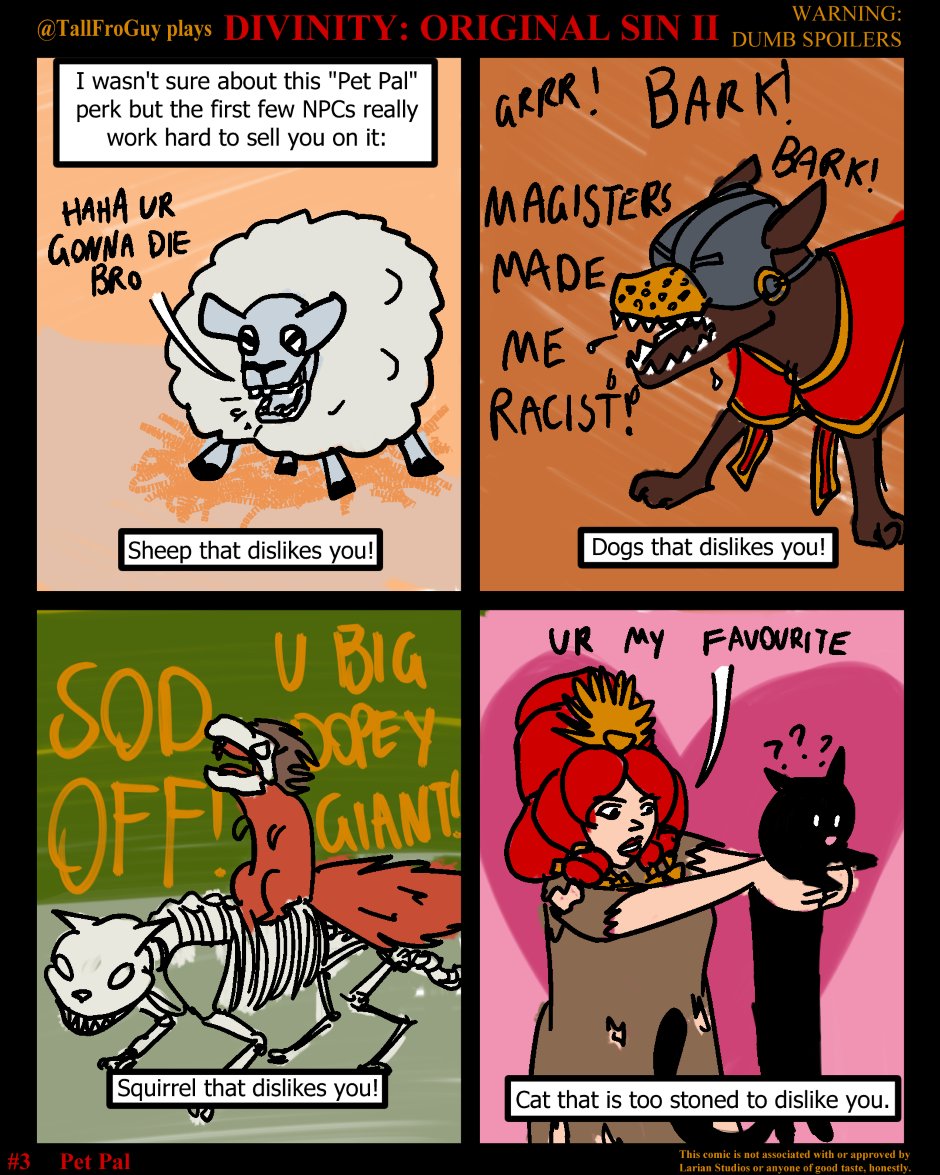 @TallFroGuy plays DIVINITY: ORIGINAL SIN II
WARNING:
DUMB SPOILERS
I wasn't sure about this "Pet Pal"
perk but the first few NPCs really
work hard to sell you on it:
HAHA UR
GONNA DIE
BRO
Sheep that dislikes you!
GRRR! BARK!
BARK!
MAGISTERS
MADE
ME
RACIST!
Dogs that dislikes you!
SOD
OFF!
U BIG
DOPEY
GIANT!
Squirrel that dislikes you!
UR MY FAVOURITE
???
Cat that is too stoned to dislike you.
#3 Pet Pal
This comic is not associated with or approved by
Larian Studios or anyone of good taste, honestly.